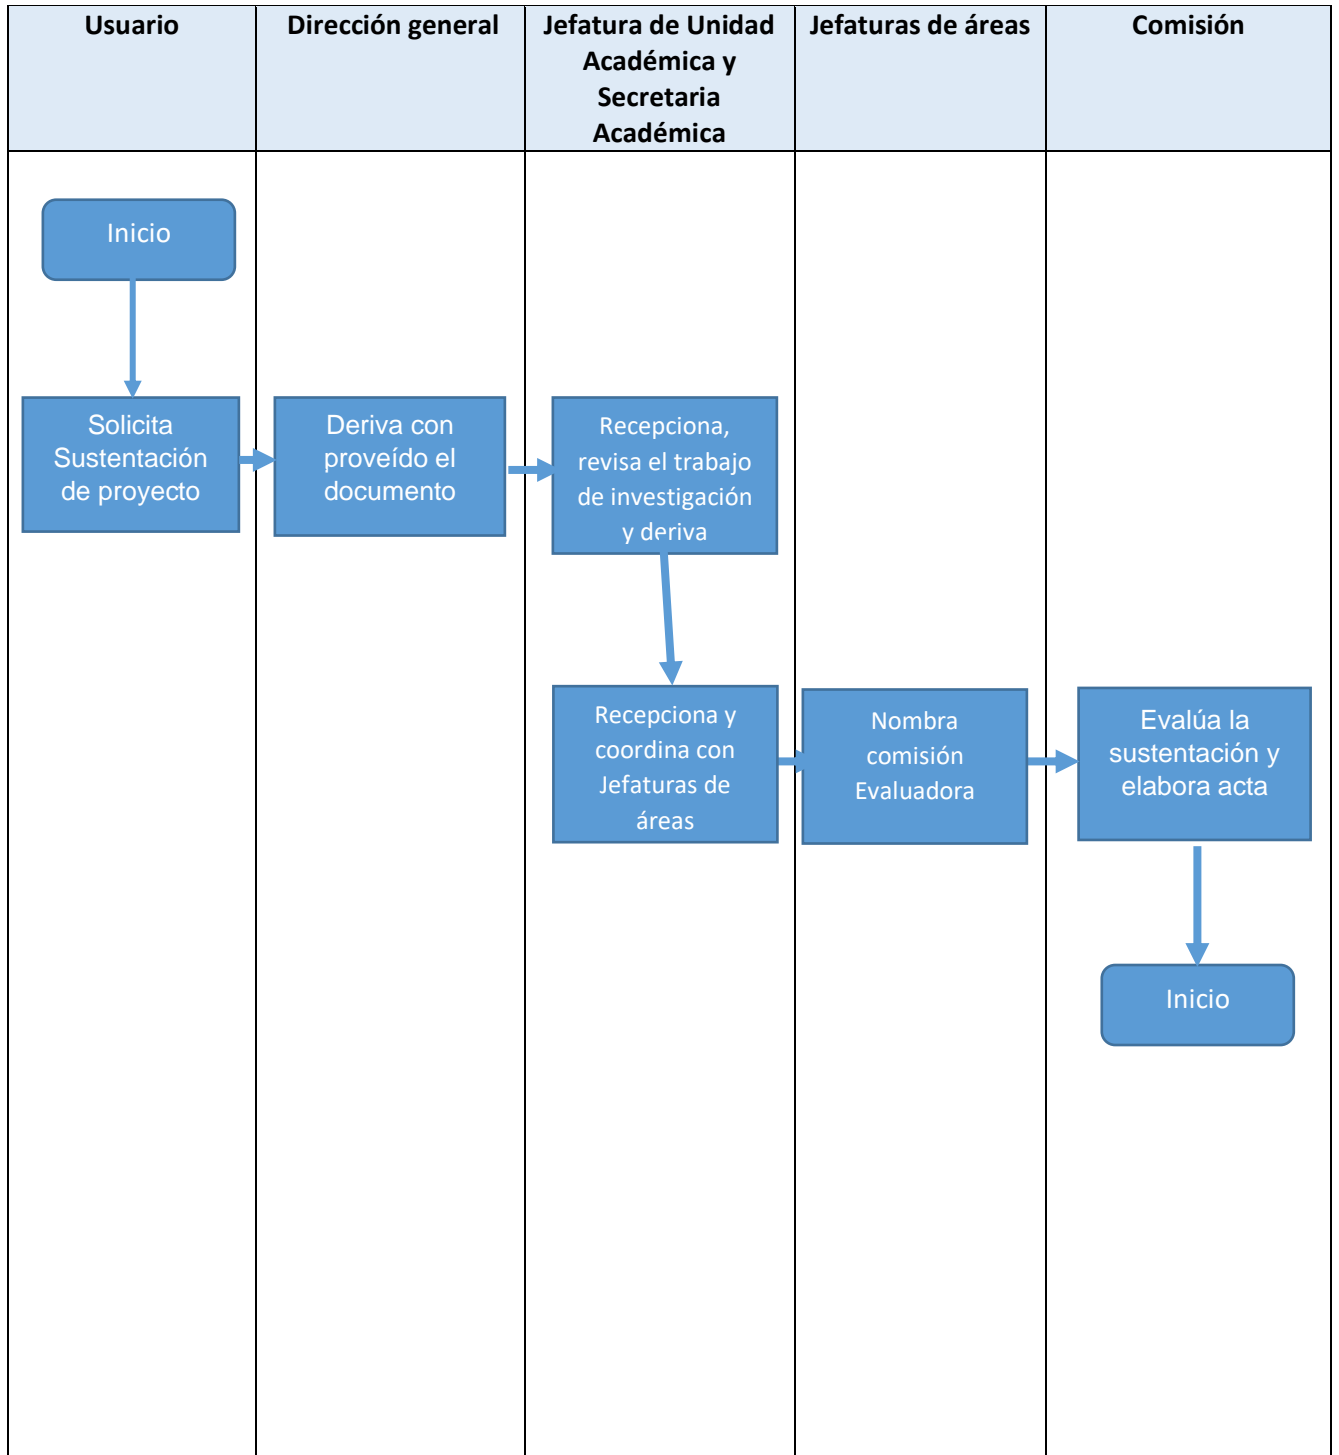 Usuario
Dirección general
Jefatura de Unidad
Académica y
Secretaria
Académica
Jefaturas de áreas
Comisión
Inicio
Solicita
Sustentación
de proyecto
Deriva con
proveído el
documento
Recepciona,
revisa el trabajo
de investigación
y deriva
Recepciona y
coordina con
Jefaturas de
áreas
Nombra
comisión
Evaluadora
Evalúa la
sustentación y
elabora acta
Inicio